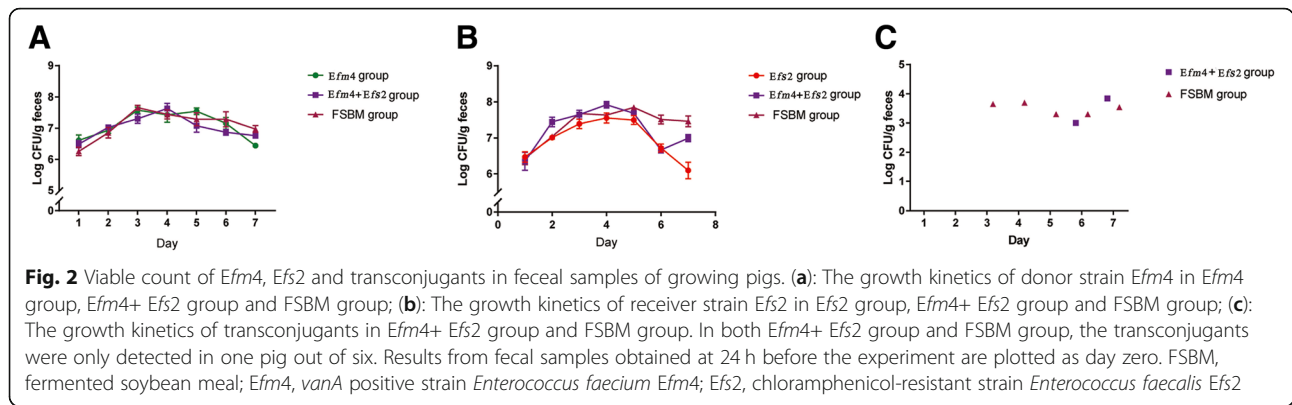 A
B
C
9
8
7
6
5
0
Log CFU/g feces
1 2 3 4 5 6 7
Day
Efm4 group
Efm4+Efs2 group
FSBM group
9
8
7
6
0
Log CFU/g feces
0 2 4 6 8
Day
Efs2 group
Efm4+Efs2 group
FSBM group
5
4
3
2
1
0
Log CFU/g feces
1 2 3 4 5 6 7
Day
Efm4+Efs2 group
FSBM group
Fig. 2 Viable count of Efm4, Efs2 and transconjugants in feceal samples of growing pigs. (a): The growth kinetics of donor strain Efm4 in Efm4
group, Efm4+ Efs2 group and FSBM group; (b): The growth kinetics of receiver strain Efs2 in Efs2 group, Efm4+ Efs2 group and FSBM group; (c):
The growth kinetics of transconjugants in Efm4+ Efs2 group and FSBM group. In both Efm4+ Efs2 group and FSBM group, the transconjugants
were only detected in one pig out of six. Results from fecal samples obtained at 24 h before the experiment are plotted as day zero. FSBM,
fermented soybean meal; Efm4, vanA positive strain Enterococcus faecium Efm4; Efs2, chloramphenicol-resistant strain Enterococcus faecalis Efs2